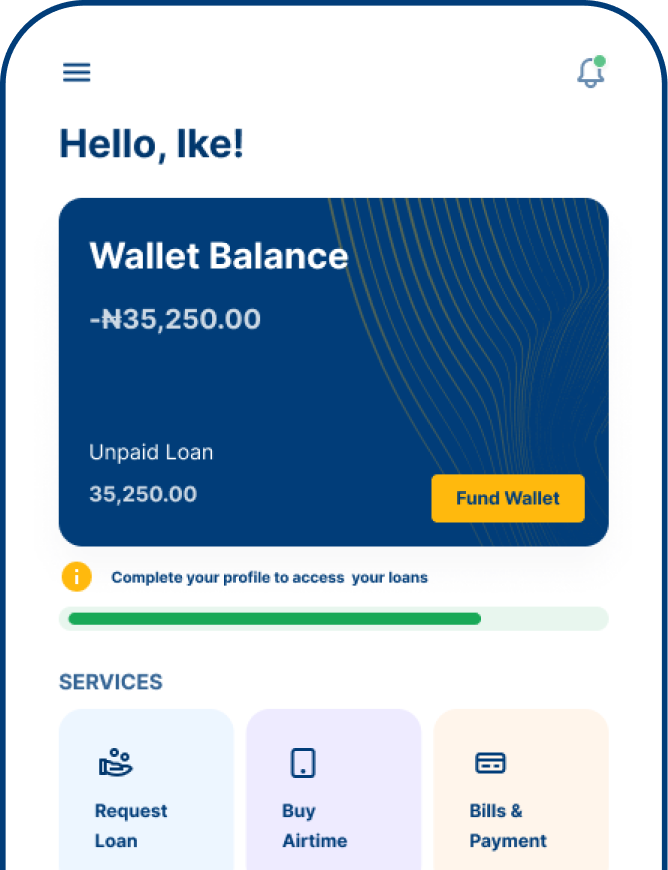 Hello, Ike!
Wallet Balance
-₦35,250.00
Unpaid Loan
35,250.00
Fund Wallet
Complete your profile to access  your loans
SERVICES
Request
Loan
Buy
Airtime
Bills &
Payment